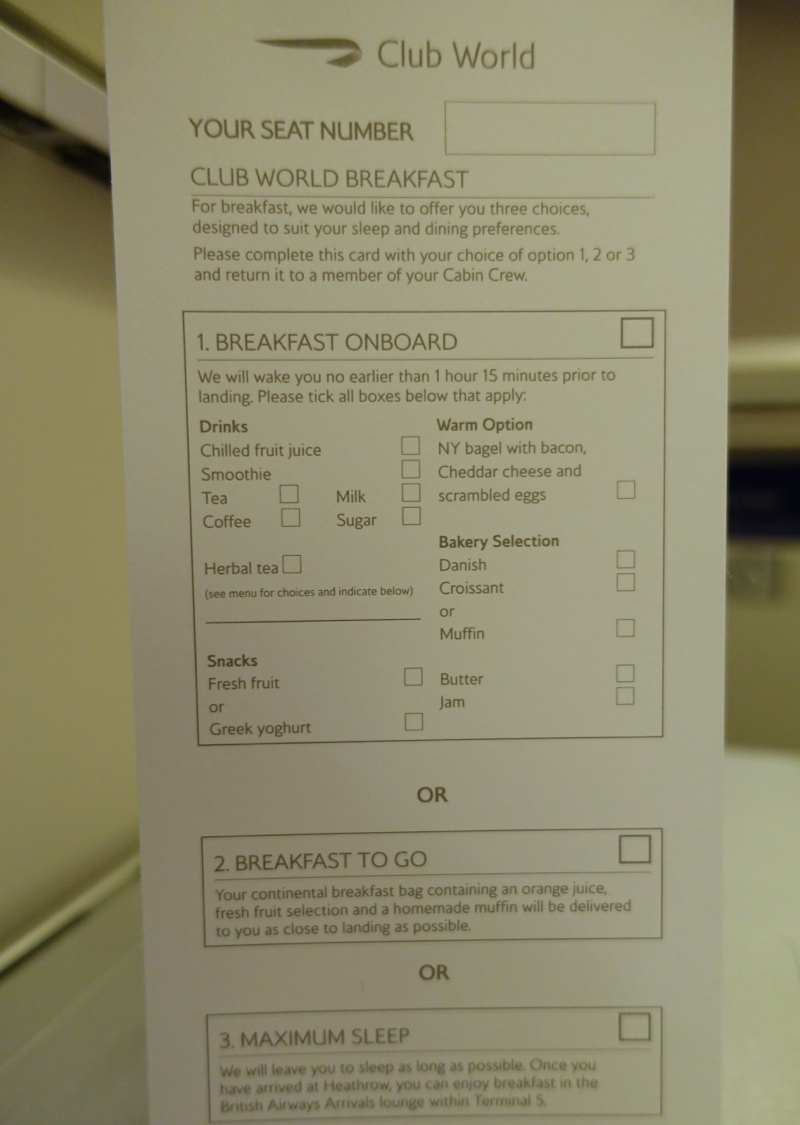 Club World
YOUR SEAT NUMBER
CLUB WORLD BREAKFAST
For breakfast, we would like to offer you three choices,
designed to suit your sleep and dining preferences.
Please complete this card with your choice of option 1, 2 or 3
and return it to a member of your Cabin Crew.
1. BREAKFAST ONBOARD
We will wake you no earlier than 1 hour 15 minutes prior to
landing. Please tick all boxes below that apply:
Drinks
Chilled fruit juice
Smoothie
Tea Milk
Coffee Sugar
Herbal tea
(see menu for choices and indicate below)
Snacks
Fresh fruit
or
Greek yoghurt
Warm Option
NY bagel with bacon,
Cheddar cheese and
scrambled eggs
Bakery Selection
Danish
Croissant
or
Muffin
Butter
Jam
OR
2. BREAKFAST TO GO
Your continental breakfast bag containing an orange juice,
fresh fruit selection and a homemade muffin will be delivered
to you as close to landing as possible.
OR
3. MAXIMUM SLEEP
We will leave you to sleep as long as possible. Once you
have arrived at Heathrow, you can enjoy breakfast in the
British Airways Arrivals lounge within Terminal 5.